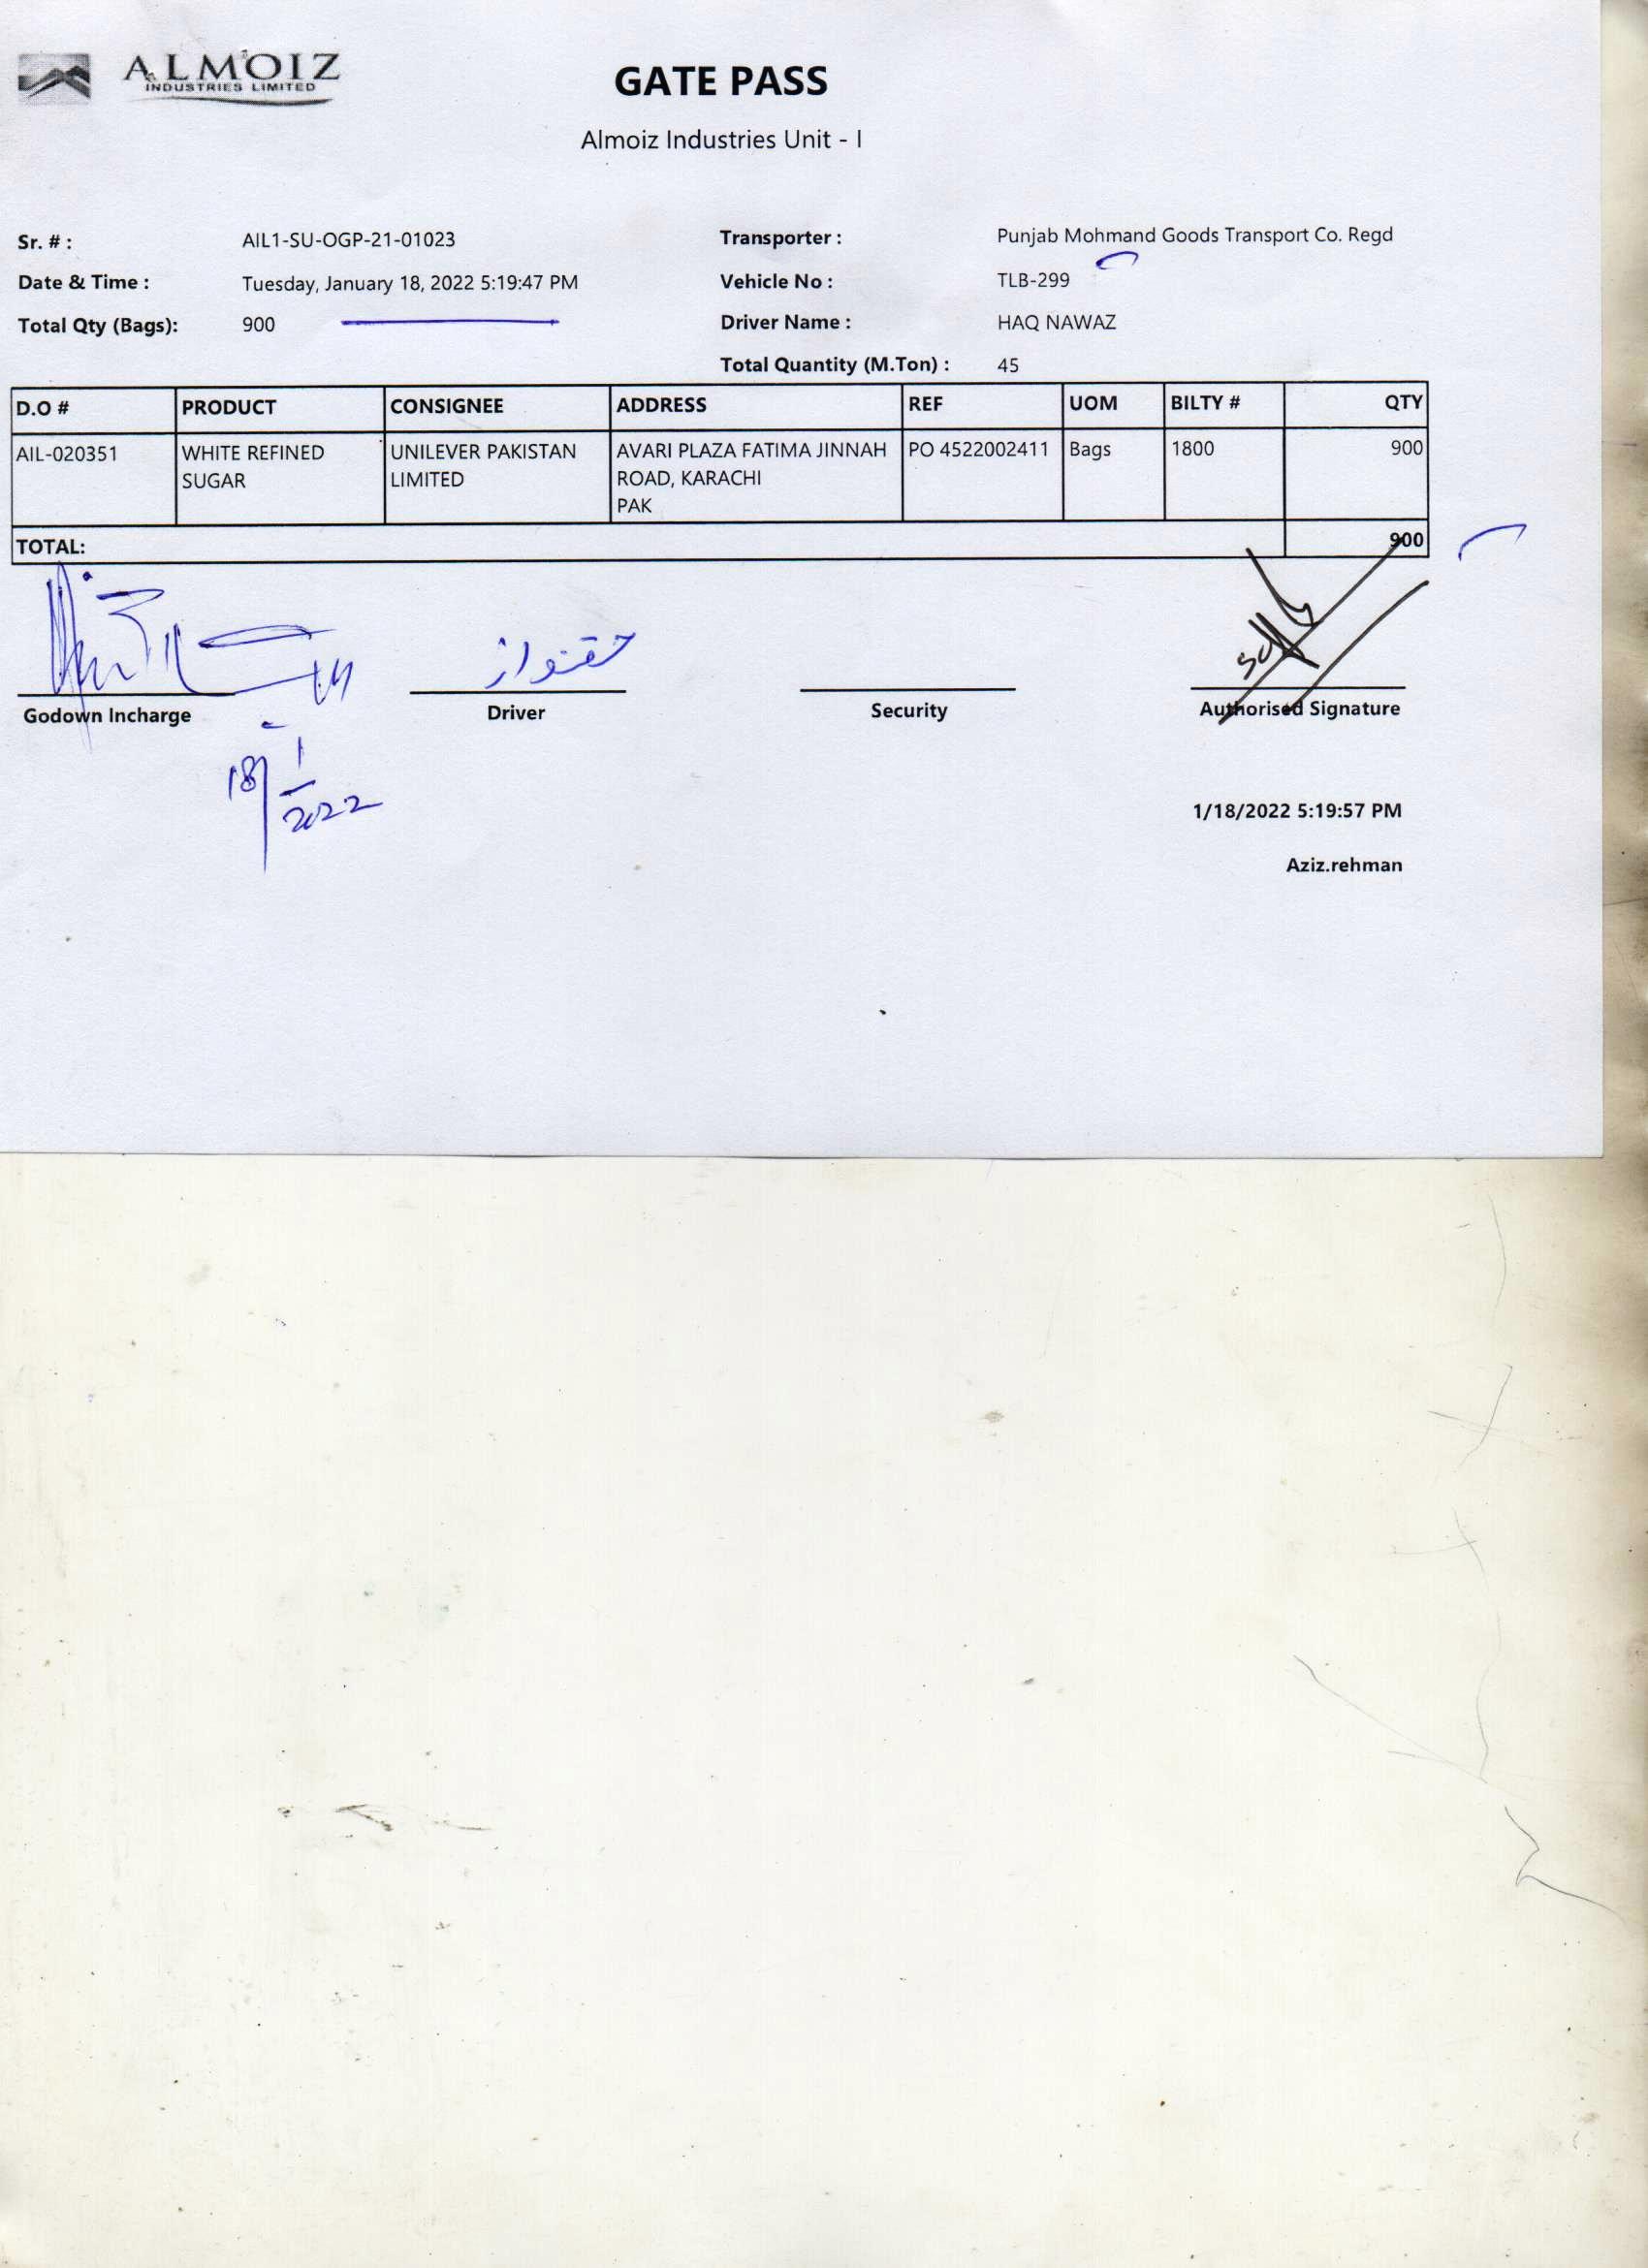 ALMOIZ
INDUSTRIES LIMITED
GATE PASS
Almoiz Industries Unit - I
Sr. # : AIL1-SU-OGP-21-01023 Transporter : Punjab Mohmand Goods Transport Co. Regd
Date & Time : Tuesday, January 18, 2022 5:19:47 PM Vehicle No : TLB-299
Total Qty (Bags): 900 Driver Name : HAQ NAWAZ
Total Quantity (M.Ton) : 45
D.O # PRODUCT CONSIGNEE ADDRESS REF UOM BILTY # QTY
AIL-020351 WHITE REFINED UNILEVER PAKISTAN AVARI PLAZA FATIMA JINNAH PO 4522002411 Bags 1800 900
SUGAR LIMITED ROAD, KARACHI
PAK
TOTAL: 900
حقنواز
Godown Incharge Driver Security Authorised Signature
18/1/2022
1/18/2022 5:19:57 PM
Aziz.rehman